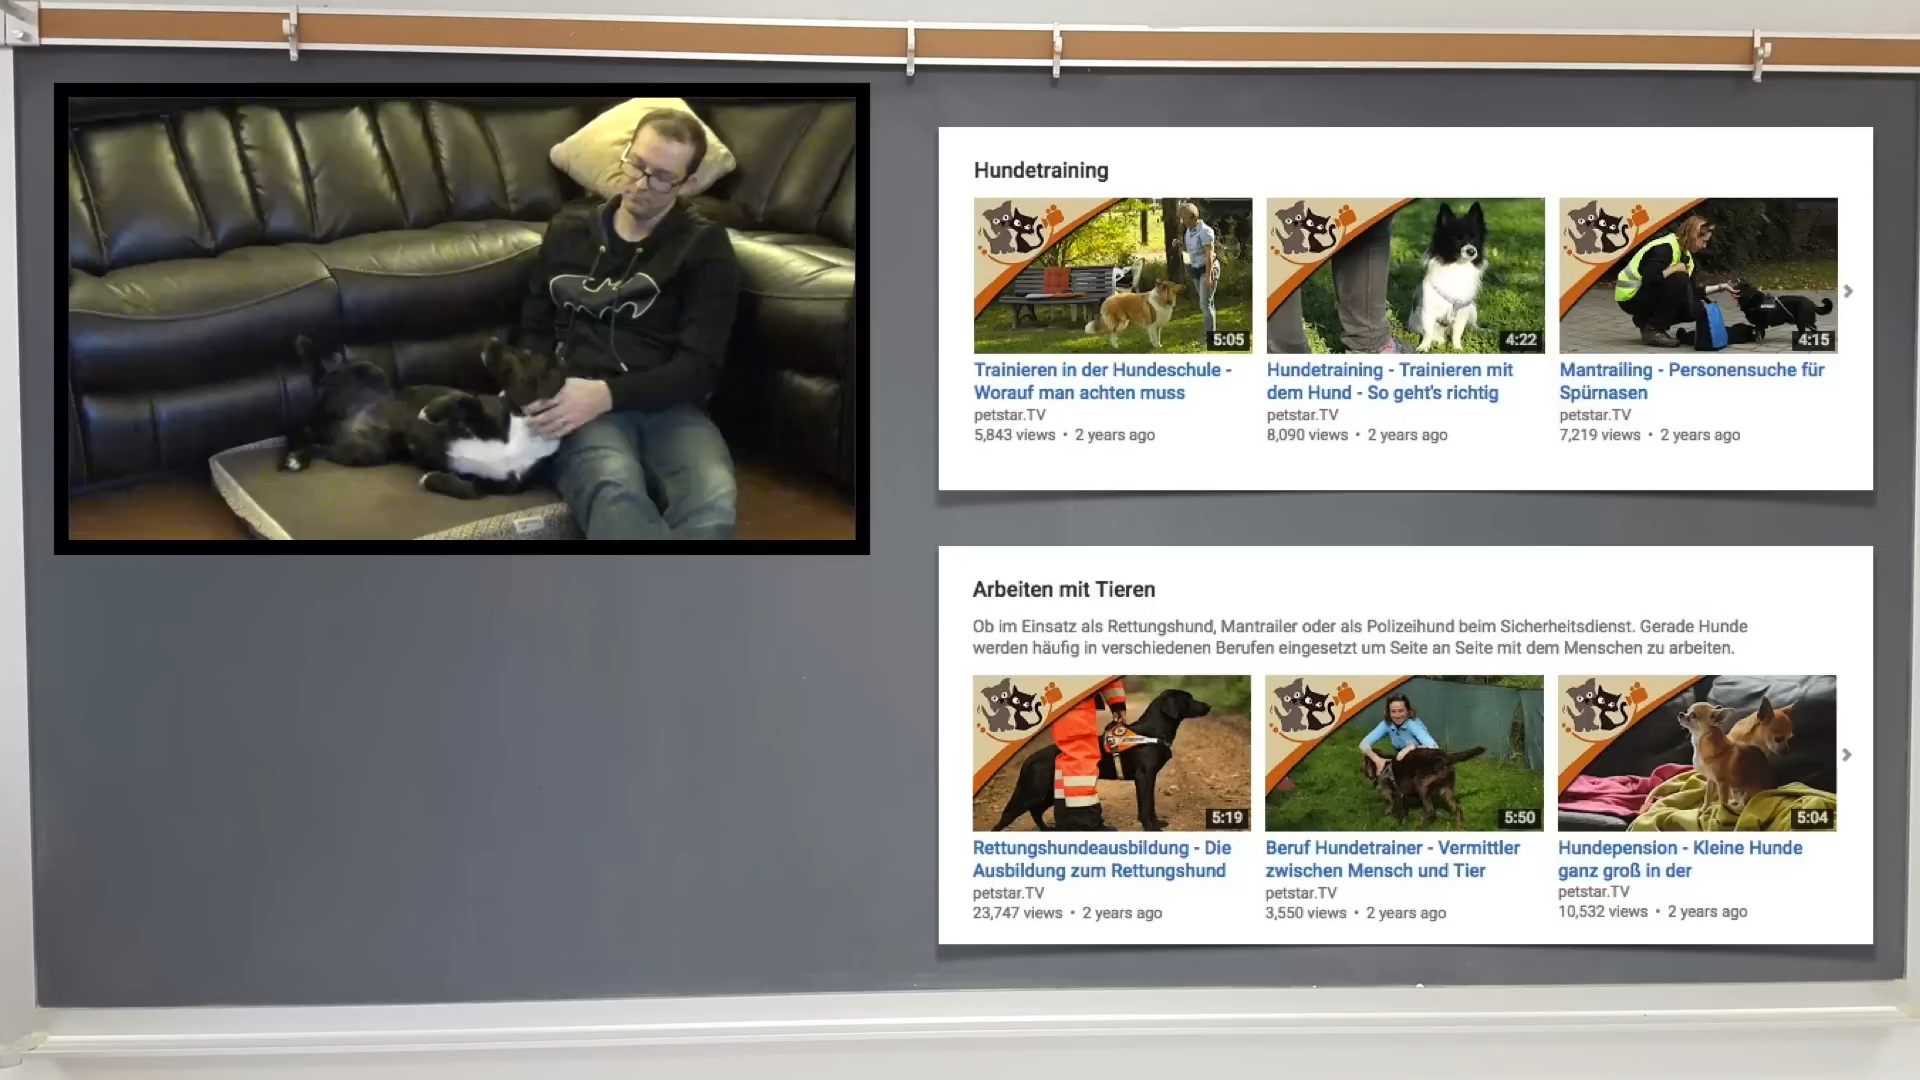 Hundetraining
5:05
4:22
4:15
Trainieren in der Hundeschule -
Worauf man achten muss
petstar.TV
5,843 views • 2 years ago
Hundetraining - Trainieren mit
dem Hund - So geht's richtig
petstar.TV
8,090 views • 2 years ago
Mantrailing - Personensuche für
Spürnasen
petstar.TV
7,219 views • 2 years ago
Arbeiten mit Tieren
Ob im Einsatz als Rettungshund, Mantrailer oder als Polizeihund beim Sicherheitsdienst. Gerade Hunde
werden häufig in verschiedenen Berufen eingesetzt um Seite an Seite mit dem Menschen zu arbeiten.
5:19
5:50
5:04
Rettungshundeausbildung - Die
Ausbildung zum Rettungshund
petstar.TV
23,747 views • 2 years ago
Beruf Hundetrainer - Vermittler
zwischen Mensch und Tier
petstar.TV
3,550 views • 2 years ago
Hundepension - Kleine Hunde
ganz groß in der
petstar.TV
10,532 views • 2 years ago